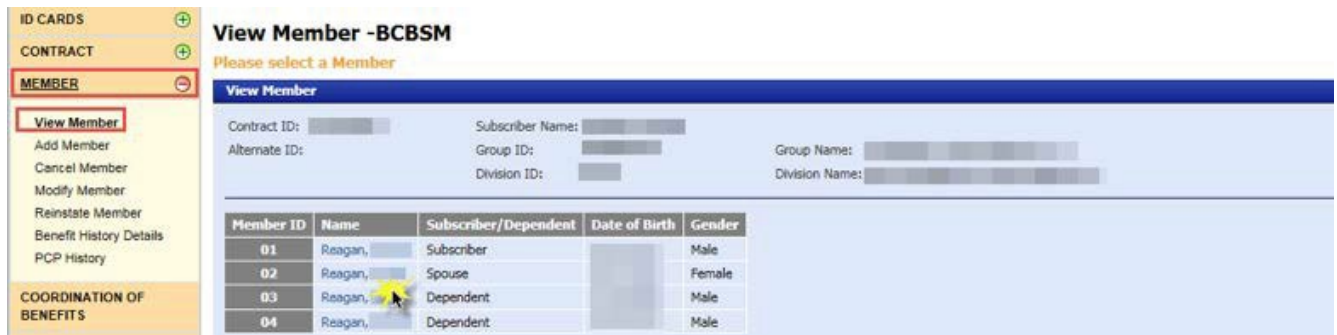 ID CARDS
CONTRACT
MEMBER
View Member
Add Member
Cancel Member
Modify Member
Reinstate Member
Benefit History Details
PCP History
COORDINATION OF
BENEFITS
View Member -BCBSM
Please select a Member
View Member
Contract ID: Subscriber Name:
Alternate ID: Group ID: Group Name:
Division ID: Division Name:
Member ID Name Subscriber/Dependent Date of Birth Gender
01 Reagan, Subscriber Male
02 Reagan, Spouse Female
03 Reagan, Dependent Male
04 Reagan, Dependent Male